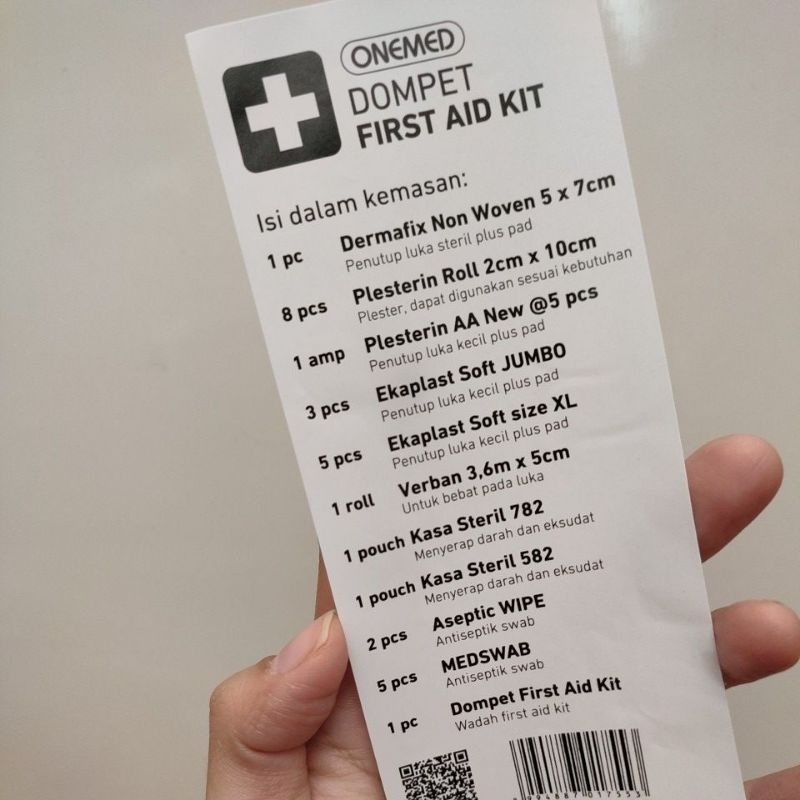 ONEMED
DOMPET
FIRST AID KIT
Isi dalam kemasan:
1 pc Dermafix Non Woven 5 x 7cm
Penutup luka steril plus pad
8 pcs Plesterin Roll 2cm x 10cm
Plester, dapat digunakan sesuai kebutuhan
1 amp Plesterin AA New @5 pcs
Penutup luka kecil plus pad
3 pcs Ekaplast Soft JUMBO
Penutup luka kecil plus pad
5 pcs Ekaplast Soft size XL
Penutup luka kecil plus pad
1 roll Verban 3,6m x 5cm
Untuk bebat pada luka
1 pouch Kasa Steril 782
Menyerap darah dan eksudat
1 pouch Kasa Steril 582
Menyerap darah dan eksudat
2 pcs Aseptic WIPE
Antiseptik swab
5 pcs MEDSWAB
Antiseptik swab
1 pc Dompet First Aid Kit
Wadah first aid kit